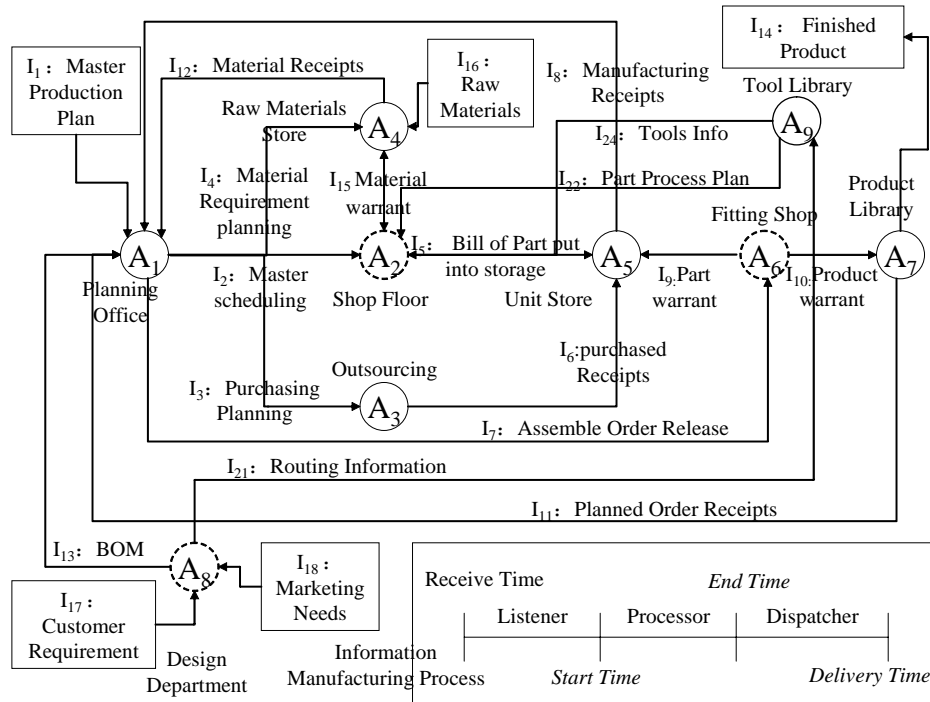 I₁: Master
Production
Plan
I₁₂: Material Receipts
Raw Materials
Store
A₄
I₁₆:
Raw
Materials
I₈: Manufacturing
Receipts
I₁₄: Finished
Product
Tool Library
A₉
I₂₄: Tools Info
I₄: Material
Requirement
planning
I₁₅ Material
warrant
I₂₂: Part Process Plan
Product
Library
Fitting Shop
A₁
Planning
Office
I₂: Master
scheduling
A₂
Shop Floor
I₅: Bill of Part put
into storage
A₅
Unit Store
I₉:Part
warrant
A₆
I₁₀:Product
warrant
A₇
I₃: Purchasing
Planning
Outsourcing
A₃
I₆:purchased
Receipts
I₇: Assemble Order Release
I₂₁: Routing Information
I₁₁: Planned Order Receipts
I₁₃: BOM
A₈
I₁₇:
Customer
Requirement
I₁₈:
Marketing
Needs
Design
Department
Information
Manufacturing Process
Receive Time
End Time
Listener
Processor
Dispatcher
Start Time
Delivery Time